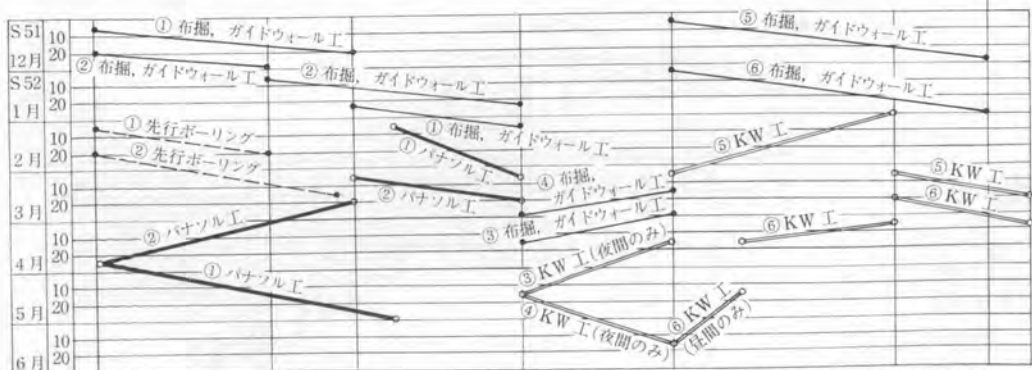 S51
12月
10
20
S52
1月
10
20
2月
10
20
3月
10
20
4月
10
20
5月
10
20
6月
10
20
① 布掘, ガイドウォール工
② 布掘, ガイドウォール工
② 布掘, ガイドウォール工
① 布掘, ガイドウォール工
⑤ 布掘, ガイドウォール工
⑥ 布掘, ガイドウォール工
① 先行ボーリング
② 先行ボーリング
① パナソル工
② パナソル工
④ 布掘,
ガイドウォール工
③ 布掘, ガイドウォール工
② パナソル工
① パナソル工
③ KW 工(夜間のみ)
④ KW 工(夜間のみ)
⑤ KW 工
⑤ KW 工
⑥ KW 工
⑥ KW 工
⑥ KW 工
(昼間のみ)